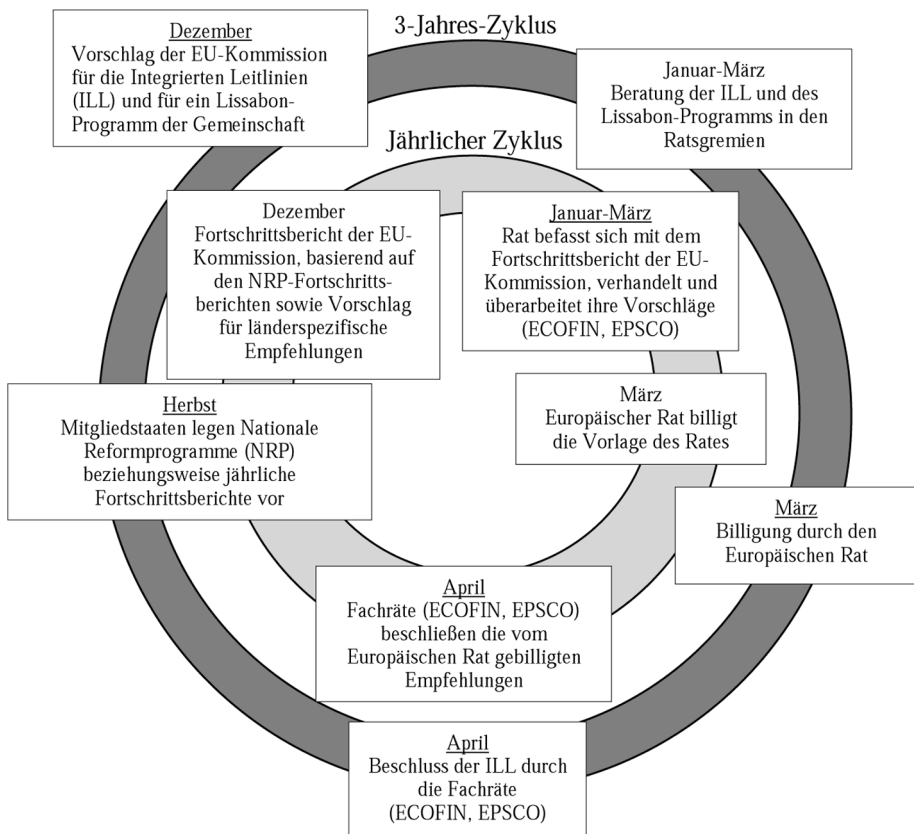 3-Jahres-Zyklus
Dezember
Vorschlag der EU-Kommission
für die Integrierten Leitlinien
(ILL) und für ein Lissabon-
Programm der Gemeinschaft
Januar-März
Beratung der ILL und des
Lissabon-Programms in den
Ratsgremien
Jährlicher Zyklus
Dezember
Fortschrittsbericht der EU-
Kommission, basierend auf
den NRP-Fortschritts-
berichten sowie Vorschlag
für länderspezifische
Empfehlungen
Januar-März
Rat befasst sich mit dem
Fortschrittsbericht der EU-
Kommission, verhandelt und
überarbeitet ihre Vorschläge
(ECOFIN, EPSCO)
März
Europäischer Rat billigt
die Vorlage des Rates
Herbst
Mitgliedstaaten legen Nationale
Reformprogramme (NRP)
beziehungsweise jährliche
Fortschrittsberichte vor
März
Billigung durch den
Europäischen Rat
April
Fachräte (ECOFIN, EPSCO)
beschließen die vom
Europäischen Rat gebilligten
Empfehlungen
April
Beschluss der ILL durch
die Fachräte
(ECOFIN, EPSCO)